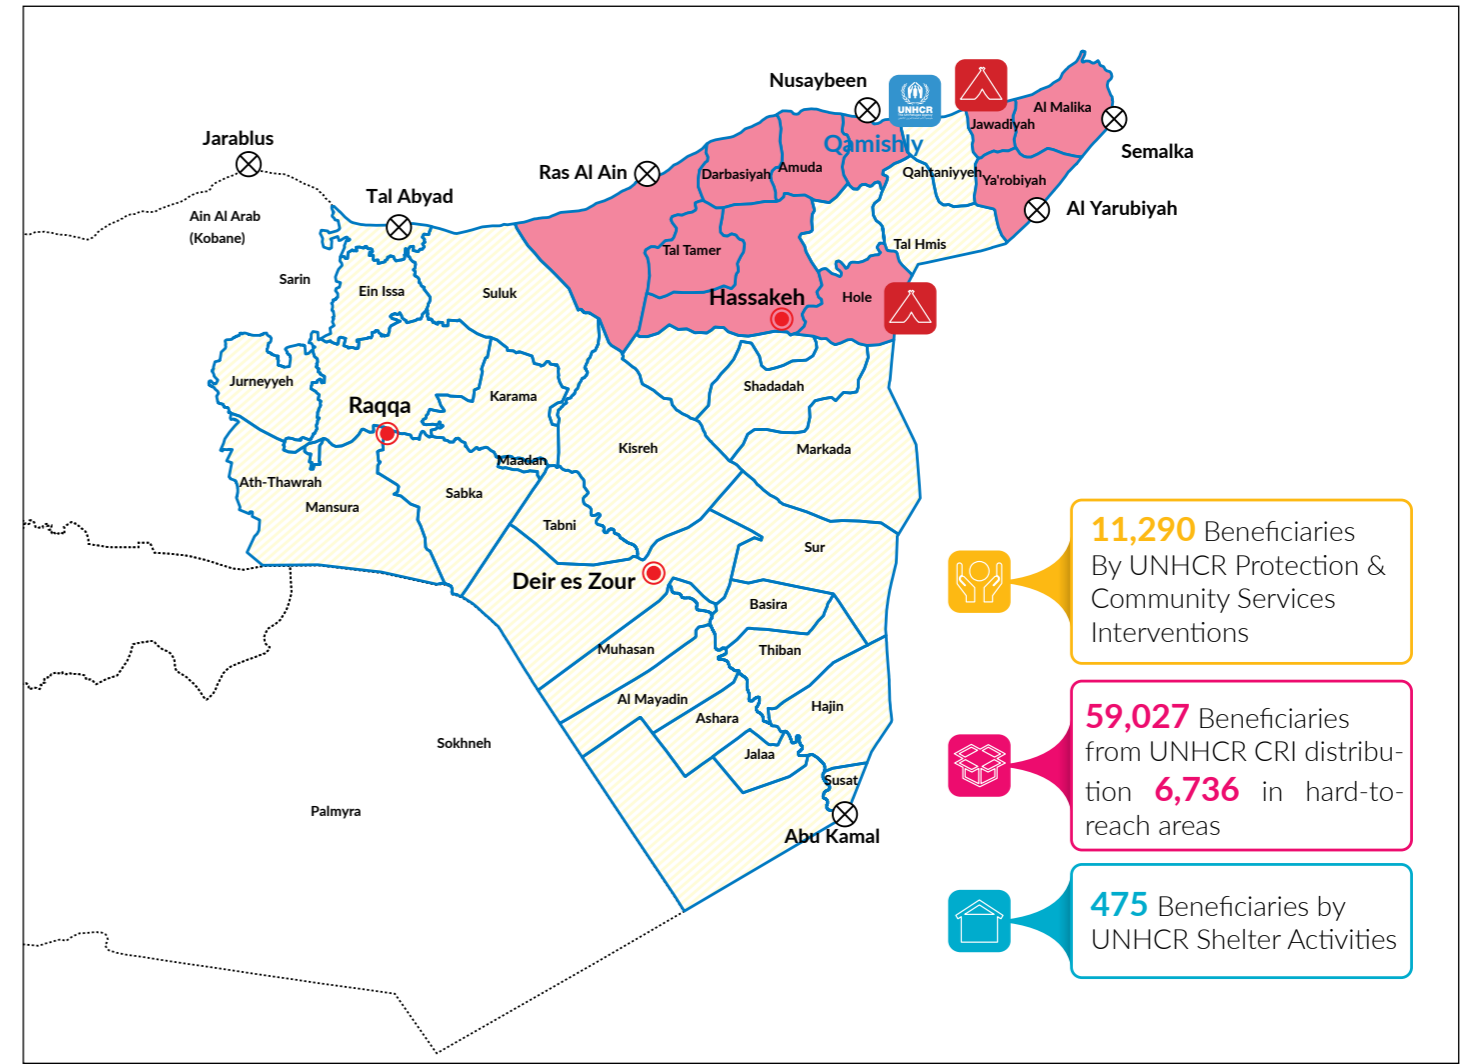 Nusaybeen
UNHCR
Al Malika
Jawadiyah
Jarablus
Qamishly
Semalka
Ras Al Ain
Darbasiyah
Amuda
Qahtaniyyeh
Ya'robiyah
Tal Abyad
Al Yarubiyah
Ain Al Arab
(Kobane)
Tal Tamer
Tal Hmis
Sarin
Ein Issa
Suluk
Hassakeh
Hole
Jurneyyeh
Shadadah
Karama
Raqqa
Kisreh
Markada
Maadan
Ath-Thawrah
Sabka
Mansura
Tabni
Sur
Deir es Zour
Basira
Muhasan
Thiban
Al Mayadin
Hajin
Ashara
Sokhneh
Jalaa
Susat
Palmyra
Abu Kamal
11,290 Beneficiaries
By UNHCR Protection &
Community Services
Interventions
59,027 Beneficiaries
from UNHCR CRI distribu-
tion 6,736 in hard-to-
reach areas
475 Beneficiaries by
UNHCR Shelter Activities